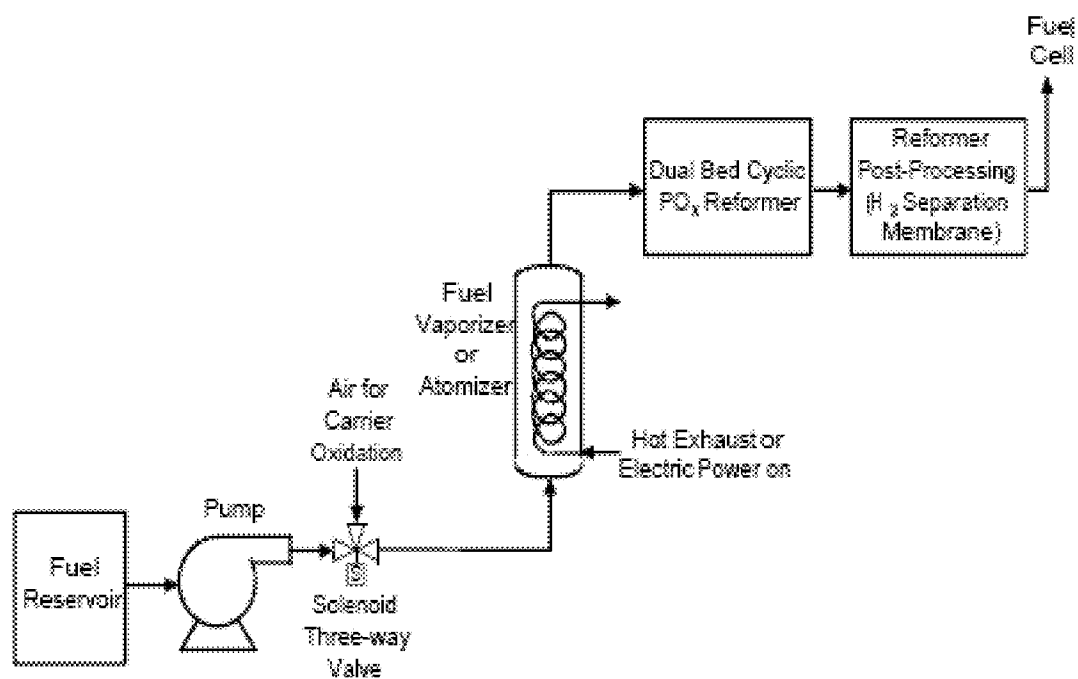 Fuel
Cell
Dual Bed Cyclic
POx Reformer
Reformer
Post-Processing
(H2 Separation
Membrane)
Fuel
Vaporizer
or
Atomizer
Air for
Carrier
Oxidation
Hot Exhaust or
Electric Power on
Pump
Fuel
Reservoir
S
Solenoid
Three-way
Valve